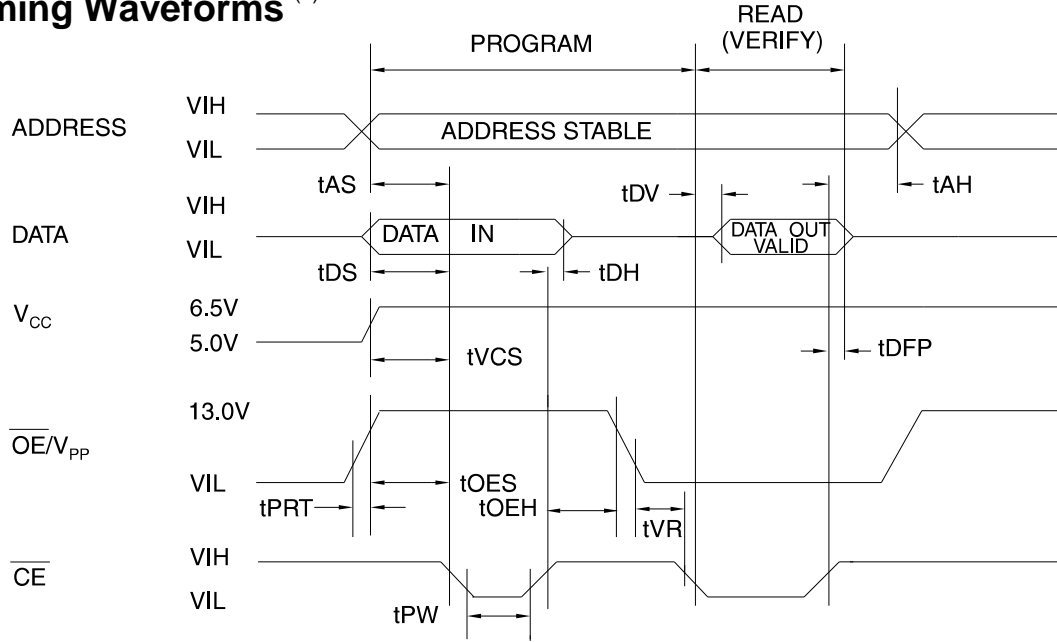 ming Waveforms
READ
(VERIFY)
PROGRAM
ADDRESS
VIH
VIL
ADDRESS STABLE
tAS
tDV
tAH
DATA
VIH
VIL
DATA IN
DATA OUT
VALID
tDS
tDH
VCC
6.5V
5.0V
tVCS
tDFP
OE/VPP
13.0V
VIL
tPRT
tOES
tOEH
tVR
CE
VIH
VIL
tPW